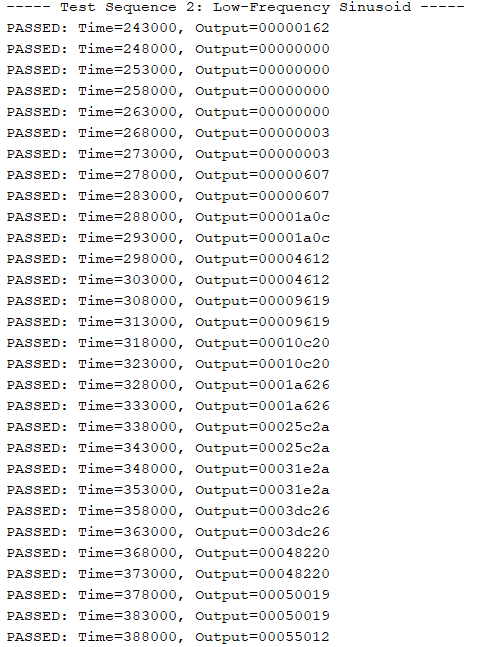 ----- Test Sequence 2: Low-Frequency Sinusoid -----
PASSED: Time=243000, Output=00000162
PASSED: Time=248000, Output=00000000
PASSED: Time=253000, Output=00000000
PASSED: Time=258000, Output=00000000
PASSED: Time=263000, Output=00000000
PASSED: Time=268000, Output=00000003
PASSED: Time=273000, Output=00000003
PASSED: Time=278000, Output=00000607
PASSED: Time=283000, Output=00000607
PASSED: Time=288000, Output=00001a0c
PASSED: Time=293000, Output=00001a0c
PASSED: Time=298000, Output=00004612
PASSED: Time=303000, Output=00004612
PASSED: Time=308000, Output=00009619
PASSED: Time=313000, Output=00009619
PASSED: Time=318000, Output=00010c20
PASSED: Time=323000, Output=00010c20
PASSED: Time=328000, Output=0001a626
PASSED: Time=333000, Output=0001a626
PASSED: Time=338000, Output=00025c2a
PASSED: Time=343000, Output=00025c2a
PASSED: Time=348000, Output=00031e2a
PASSED: Time=353000, Output=00031e2a
PASSED: Time=358000, Output=0003dc26
PASSED: Time=363000, Output=0003dc26
PASSED: Time=368000, Output=00048220
PASSED: Time=373000, Output=00048220
PASSED: Time=378000, Output=00050019
PASSED: Time=383000, Output=00050019
PASSED: Time=388000, Output=00055012